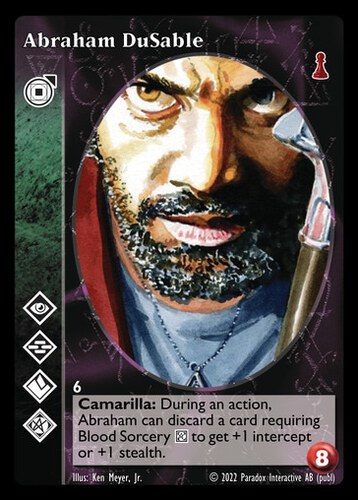 Abraham DuSable
6
Camarilla: During an action,
Abraham can discard a card requiring
Blood Sorcery to get +1 intercept
or +1 stealth.
8
Illus: Ken Meyer, Jr. © 2022 Paradox Interactive AB (publ)